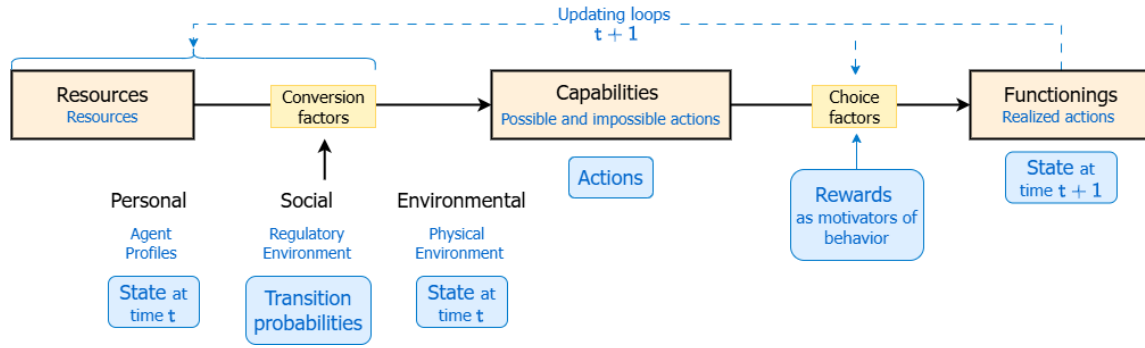 Updating loops
t + 1
Resources
Resources
Conversion
factors
Capabilities
Possible and impossible actions
Choice
factors
Functionings
Realized actions
Actions
State at
time t + 1
Rewards
as motivators of
behavior
Personal
Social
Environmental
Agent
Profiles
Regulatory
Environment
Physical
Environment
State at
time t
Transition
probabilities
State at
time t